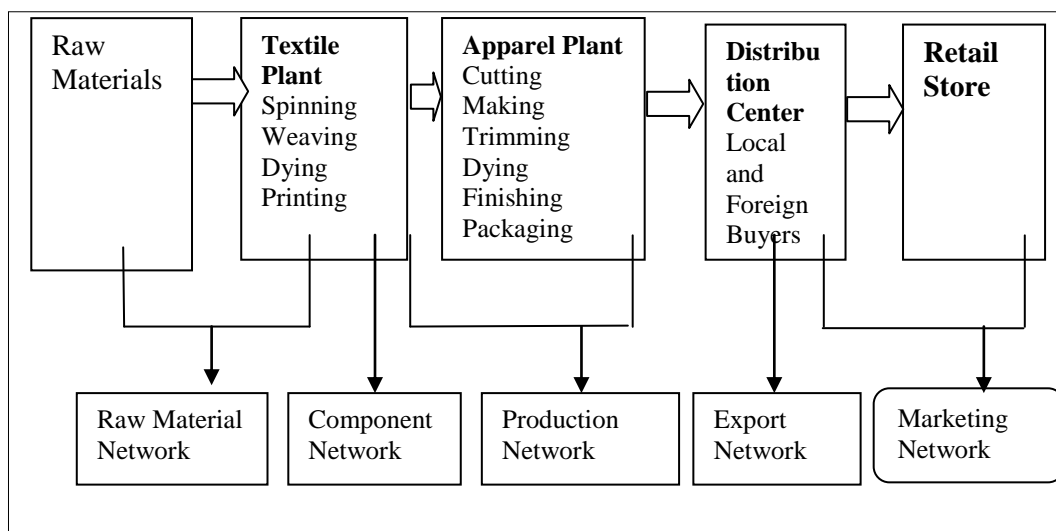 Raw
Materials
Textile
Plant
Spinning
Weaving
Dying
Printing
Apparel Plant
Cutting
Making
Trimming
Dying
Finishing
Packaging
Distribu
tion
Center
Local
and
Foreign
Buyers
Retail
Store
Raw Material
Network
Component
Network
Production
Network
Export
Network
Marketing
Network